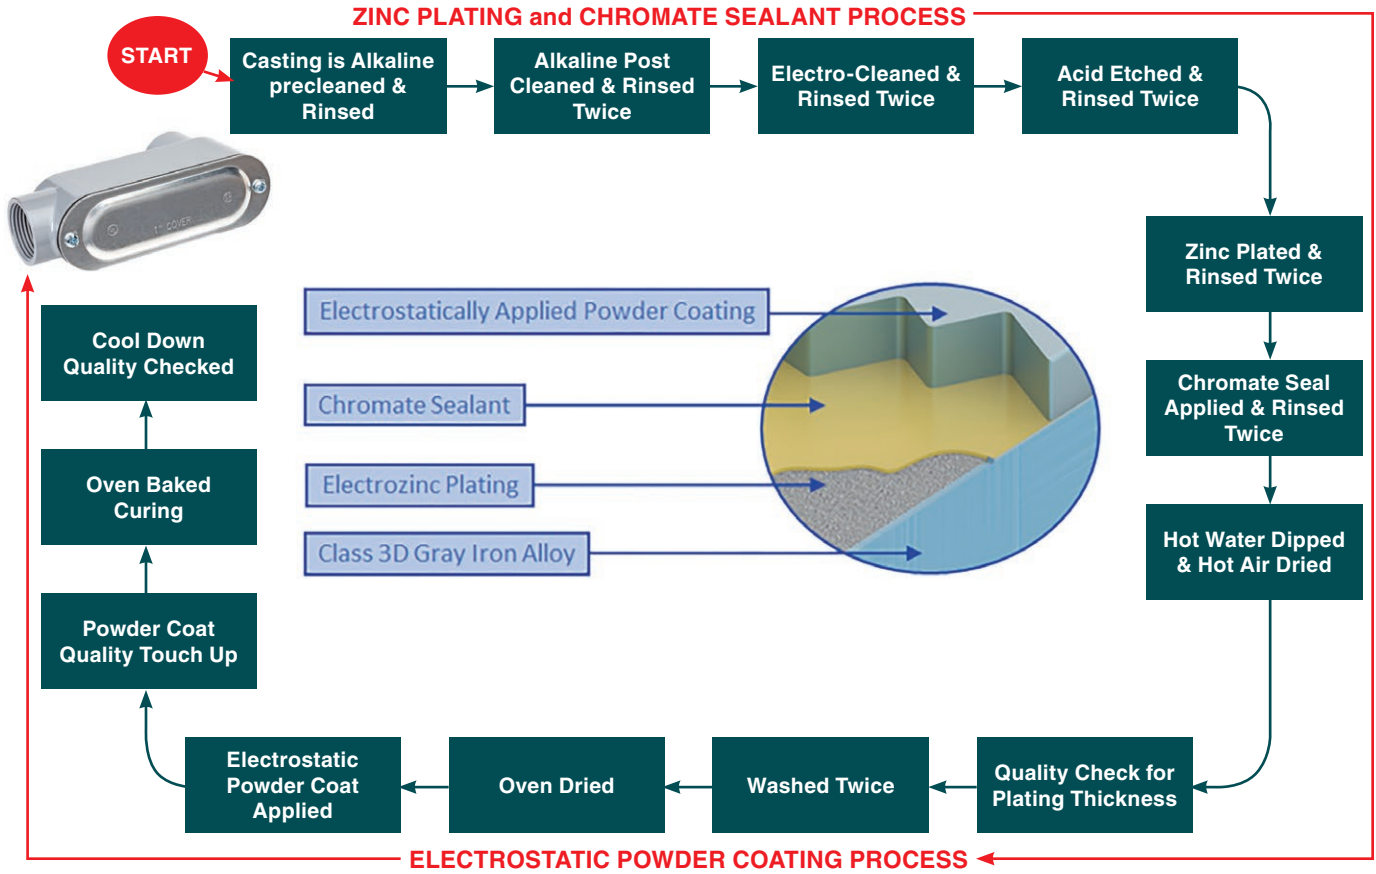 ZINC PLATING and CHROMATE SEALANT PROCESS
START
Casting is Alkaline
precleaned &
Rinsed
Alkaline Post
Cleaned & Rinsed
Twice
Electro-Cleaned &
Rinsed Twice
Acid Etched &
Rinsed Twice
Zinc Plated &
Rinsed Twice
Chromate Seal
Applied & Rinsed
Twice
Hot Water Dipped
& Hot Air Dried
Quality Check for
Plating Thickness
Washed Twice
Oven Dried
Electrostatic
Powder Coat
Applied
Powder Coat
Quality Touch Up
Oven Baked
Curing
Cool Down
Quality Checked
1" COVER
Electrostatically Applied Powder Coating
Chromate Sealant
Electrozinc Plating
Class 3D Gray Iron Alloy
ELECTROSTATIC POWDER COATING PROCESS